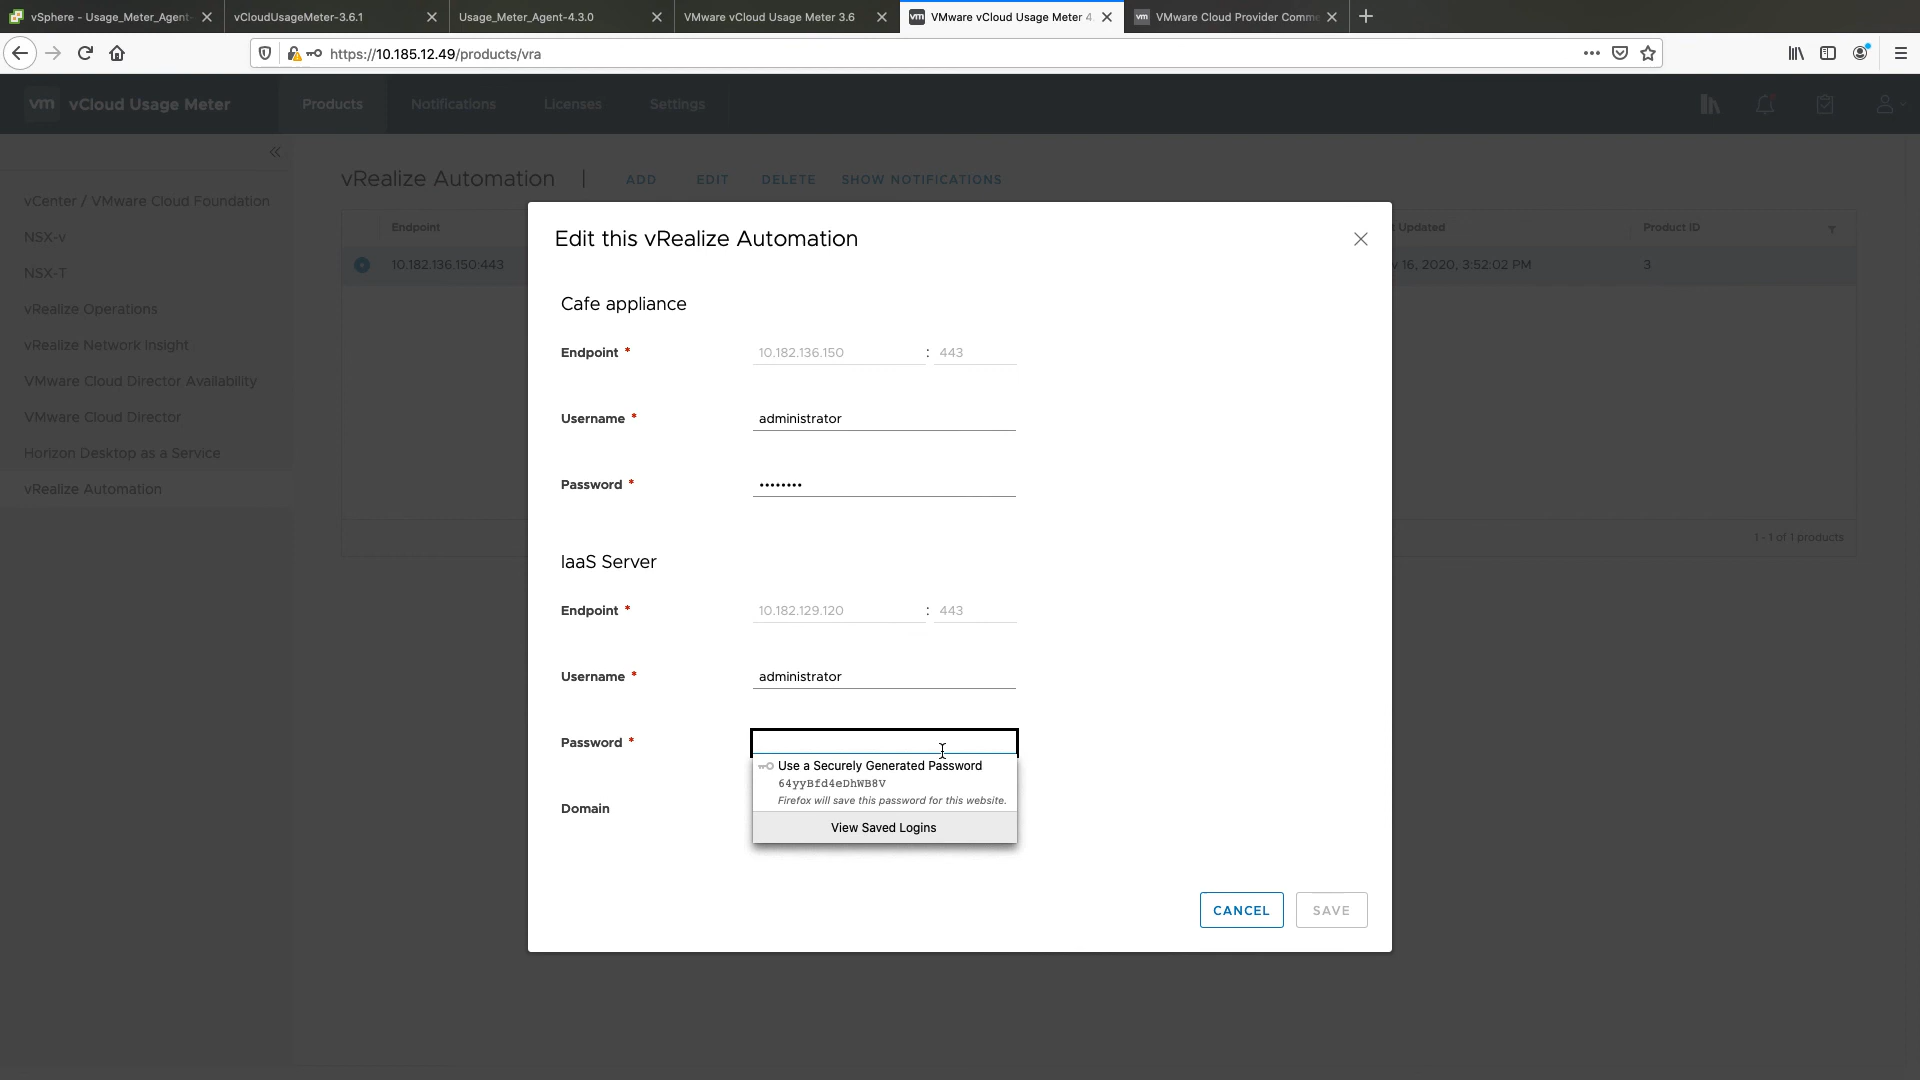 vSphere - Usage_Meter_Agent-
vCloudUsageMeter-3.6.1
Usage_Meter_Agent-4.3.0
VMware vCloud Usage Meter 3.6
vm VMware vCloud Usage Meter 4.
vm VMware Cloud Provider Comme
https://10.185.12.49/products/vra
vm vCloud Usage Meter
Products
Notifications
Licenses
Settings
vCenter / VMware Cloud Foundation
NSX-v
NSX-T
vRealize Operations
vRealize Network Insight
VMware Cloud Director Availability
VMware Cloud Director
Horizon Desktop as a Service
vRealize Automation
vRealize Automation | ADD EDIT DELETE SHOW NOTIFICATIONS
Endpoint
Updated
Product ID
10.182.136.150:443
16, 2020, 3:52:02 PM
3
1 - 1 of 1 products
Edit this vRealize Automation
Cafe appliance
Endpoint * 10.182.136.150 : 443
Username * administrator
Password * ••••••••
IaaS Server
Endpoint * 10.182.129.120 : 443
Username * administrator
Password *
Use a Securely Generated Password
64yyBfd4eDhWB8V
Firefox will save this password for this website.
View Saved Logins
Domain
CANCEL
SAVE